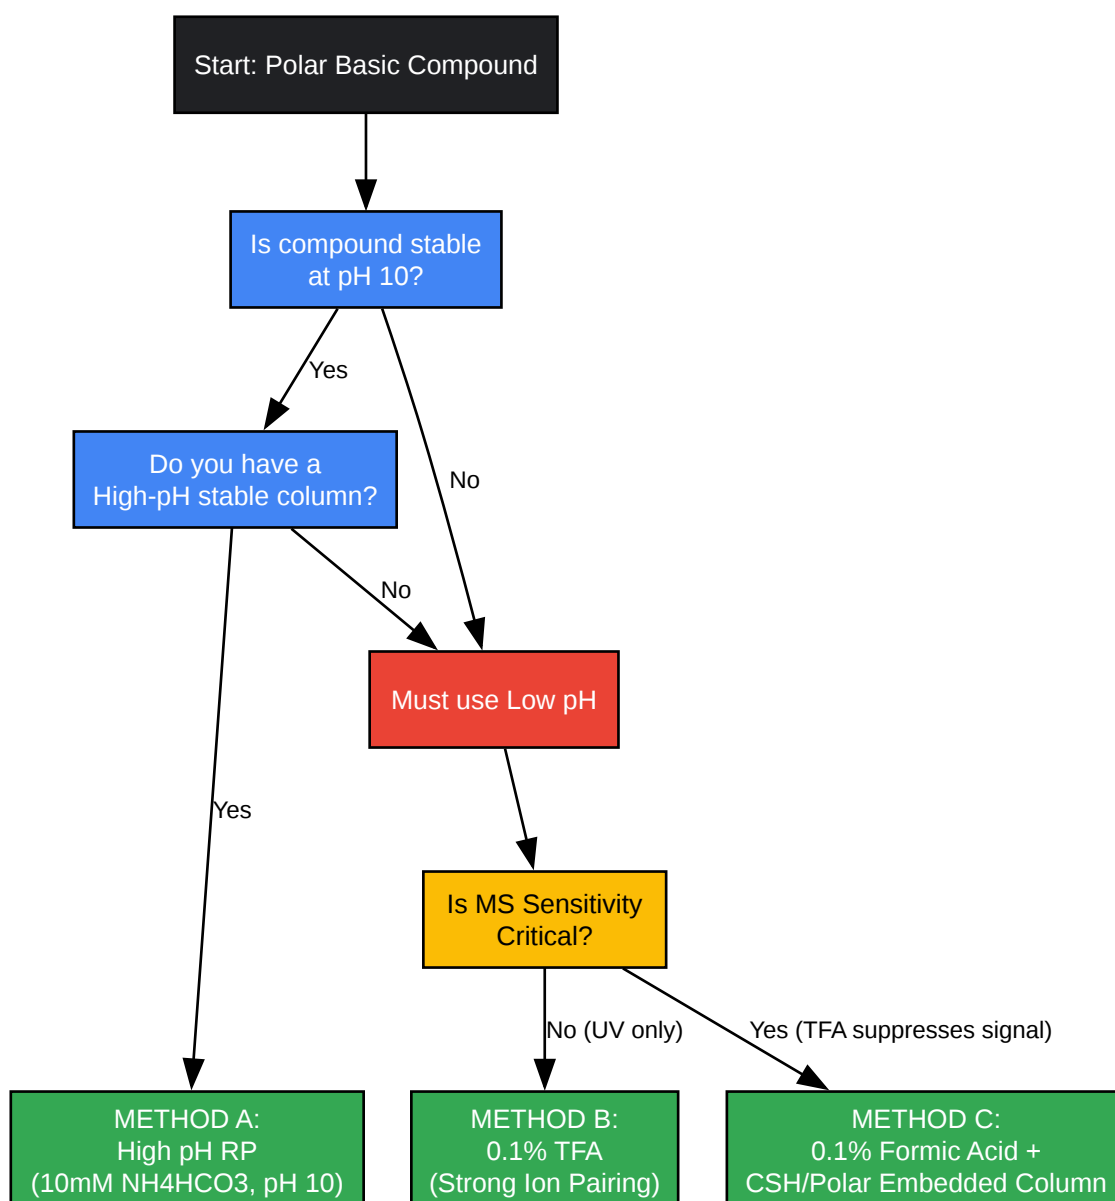 Start: Polar Basic Compound
Is compound stable
at pH 10?
Yes
Do you have a
High-pH stable column?
No
No
Must use Low pH
Yes
Is MS Sensitivity
Critical?
No (UV only)
Yes (TFA suppresses signal)
METHOD A:
High pH RP
(10mM NH4HCO3, pH 10)
METHOD B:
0.1% TFA
(Strong Ion Pairing)
METHOD C:
0.1% Formic Acid +
CSH/Polar Embedded Column